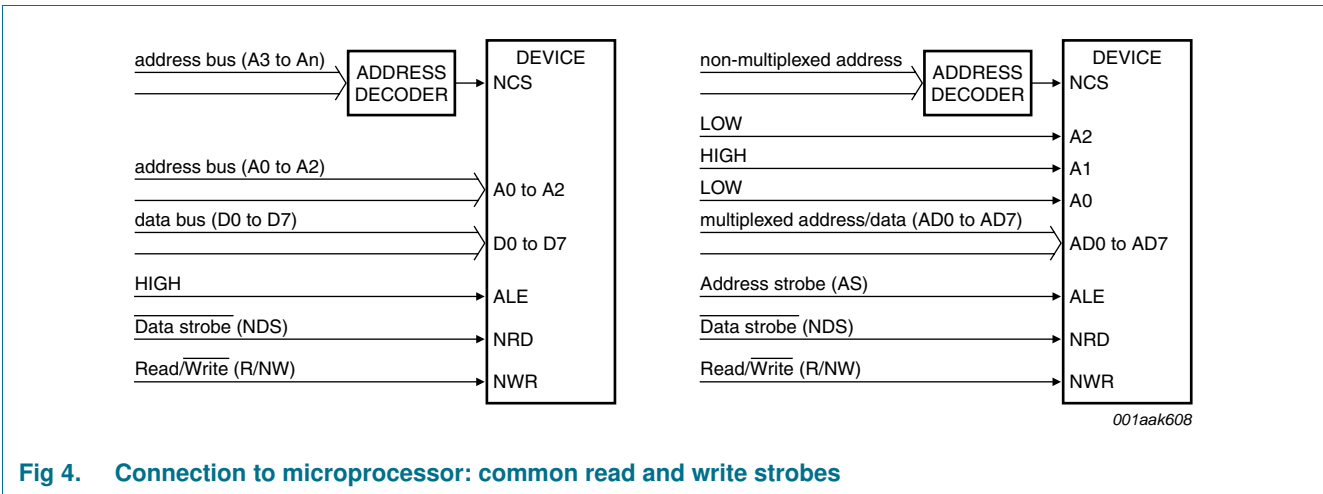 address bus (A3 to An)
ADDRESS
DECODER
DEVICE
NCS
address bus (A0 to A2)
A0 to A2
data bus (D0 to D7)
D0 to D7
HIGH
ALE
Data strobe (NDS)
NRD
Read/Write (R/NW)
NWR
non-multiplexed address
ADDRESS
DECODER
DEVICE
NCS
LOW
A2
HIGH
A1
LOW
A0
multiplexed address/data (AD0 to AD7)
AD0 to AD7
Address strobe (AS)
ALE
Data strobe (NDS)
NRD
Read/Write (R/NW)
NWR
001aak608
Fig 4. Connection to microprocessor: common read and write strobes